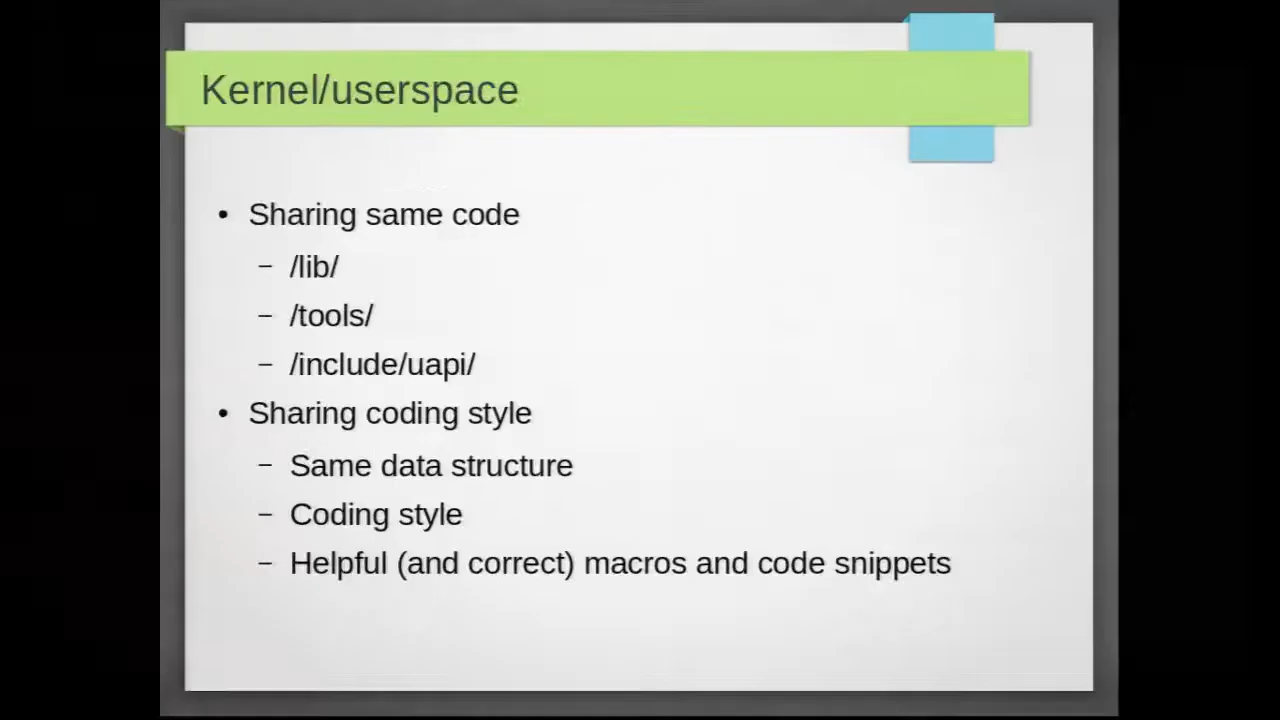 Kernel/userspace
• Sharing same code
– /lib/
– /tools/
– /include/uapi/
• Sharing coding style
– Same data structure
– Coding style
– Helpful (and correct) macros and code snippets